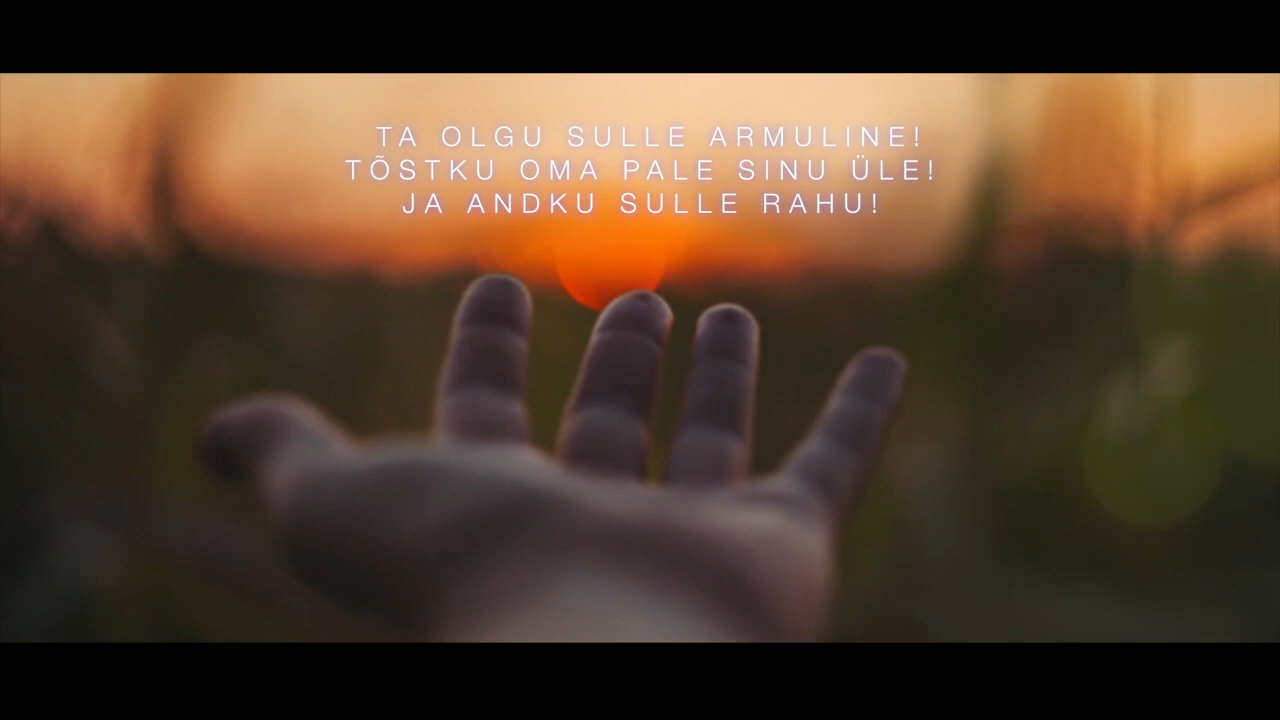 TA OLGU SULLE ARMULINE!
TÕSTKU OMA PALE SINU ÜLE!
JA ANDKU SULLE RAHU!